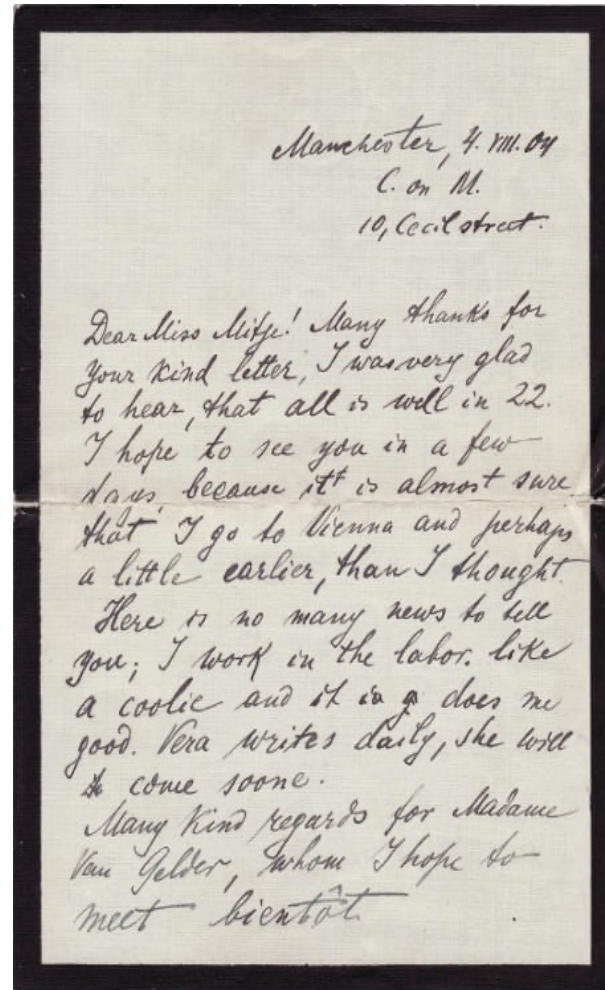 Manchester, 4. VIII. 04
C. on M.
10, Cecil street.
Dear Miss Mitje! Many thanks for
your kind letter, I was very glad
to hear, that all is well in 22.
I hope to see you in a few
days, because it is almost sure
that I go to Vienna and perhaps
a little earlier, than I thought.
Here is no many news to tell
you; I work in the labor. like
a coolie and it does me
good. Vera writes daily, she will
come soone.
Many kind regards for Madame
Van Gelder, whom I hope to
meet bientôt.